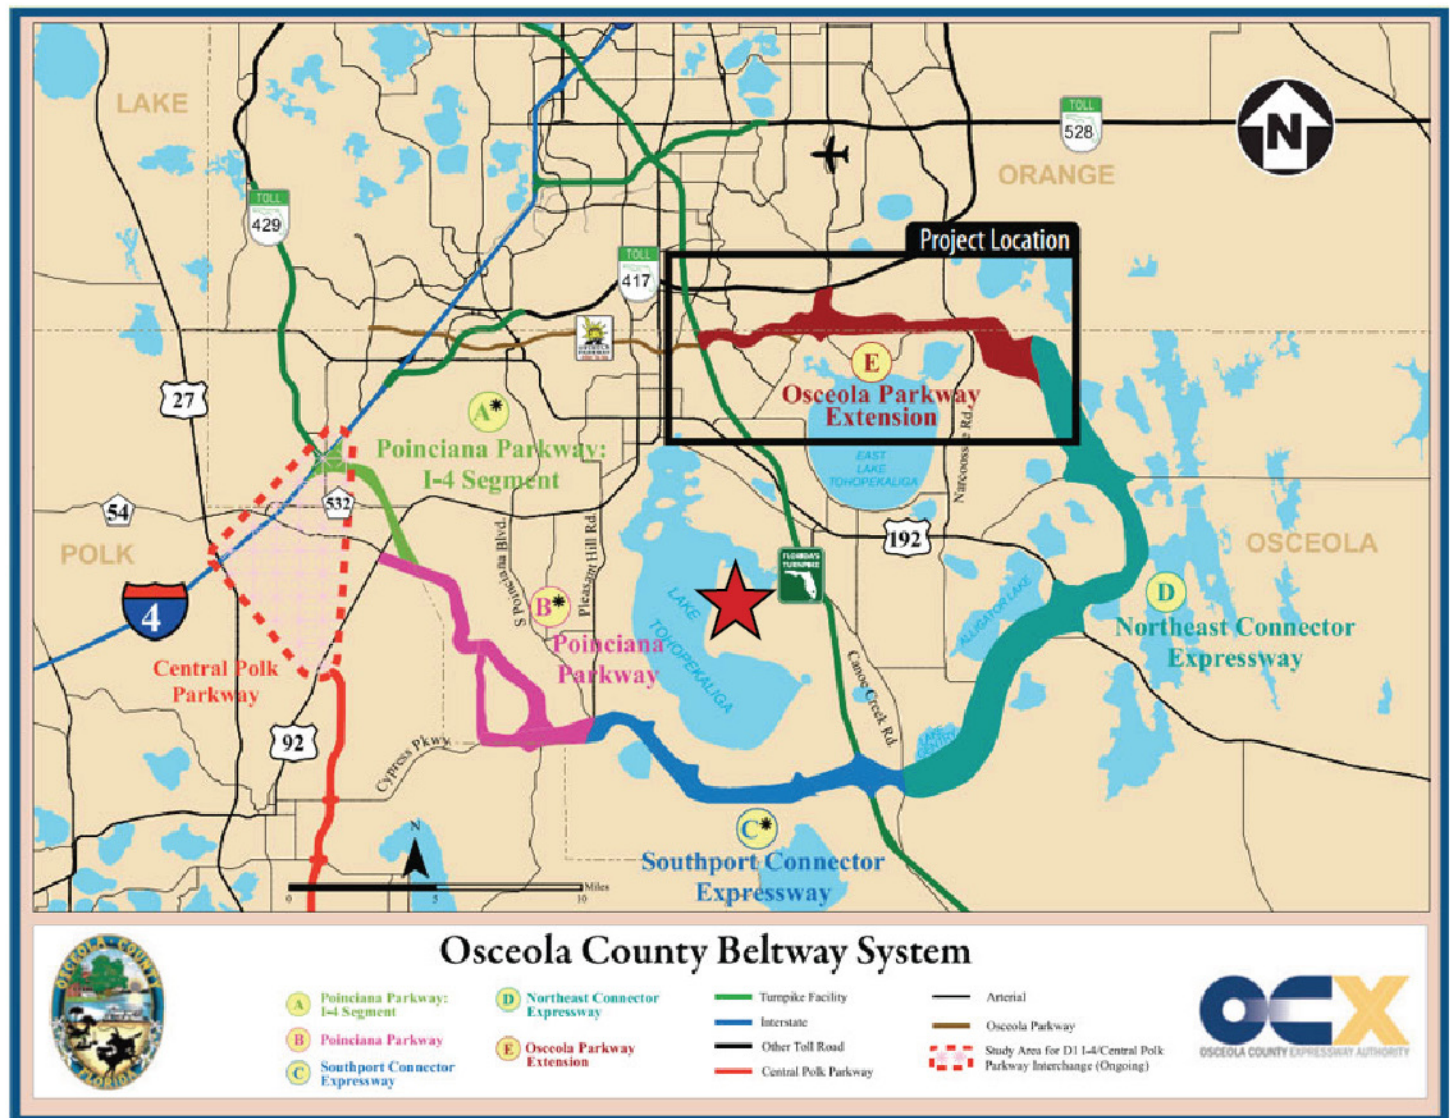 LAKE
TOLL
528
N
ORANGE
TOLL
429
Project Location
TOLL
417
OSCEOLA
PARKWAY
27
E
Osceola Parkway
Extension
A*
Poinciana Parkway:
I-4 Segment
Narcoossee Rd.
EAST
LAKE
TOHOPEKALIGA
54
532
POLK
S Poinciana Blvd.
Pleasant Hill Rd.
192
OSCEOLA
FLORIDA'S
TURNPIKE
4
B*
LAKE
TOHOPEKALIGA
ALLIGATOR LAKE
D
Northeast Connector
Expressway
Poinciana
Parkway
Central Polk
Parkway
Canoe Creek Rd.
92
Cypress Pkwy.
C*
Southport Connector
Expressway
N
Miles
0 5 10
Osceola County Beltway System
OSCEOLA COUNTY
FLORIDA
A Poinciana Parkway:
I-4 Segment
B Poinciana Parkway
C Southport Connector
Expressway
D Northeast Connector
Expressway
E Osceola Parkway
Extension
Turnpike Facility
Interstate
Other Toll Road
Central Polk Parkway
Arterial
Osceola Parkway
Study Area for D1 I-4/Central Polk
Parkway Interchange (Ongoing)
OCX
OSCEOLA COUNTY EXPRESSWAY AUTHORITY